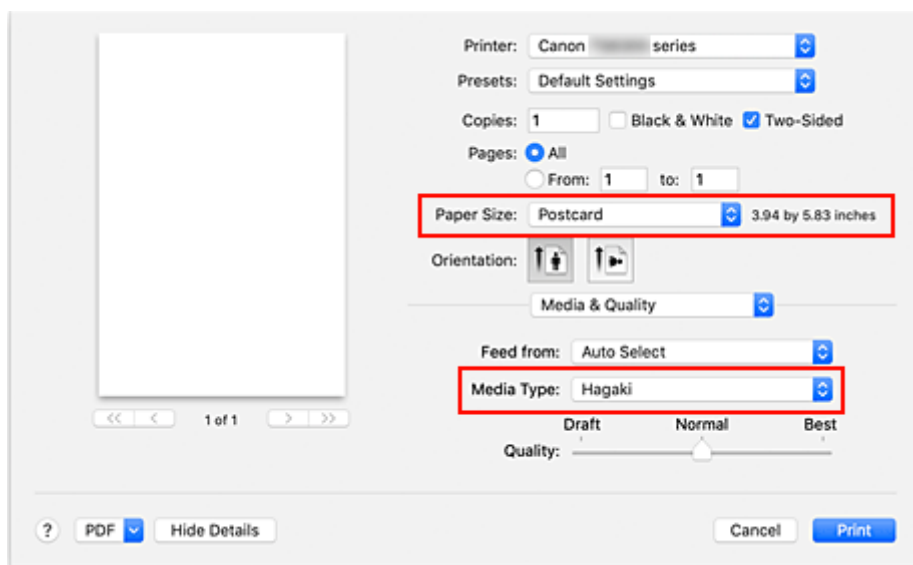 Printer: Canon series
Presets: Default Settings
Copies: 1 Black & White Two-Sided
Pages: All
From: 1 to: 1
Paper Size: Postcard 3.94 by 5.83 inches
Orientation:
Media & Quality
Feed from: Auto Select
Media Type: Hagaki
Draft Normal Best
Quality:
<< < 1 of 1 > >>
? PDF Hide Details Cancel Print